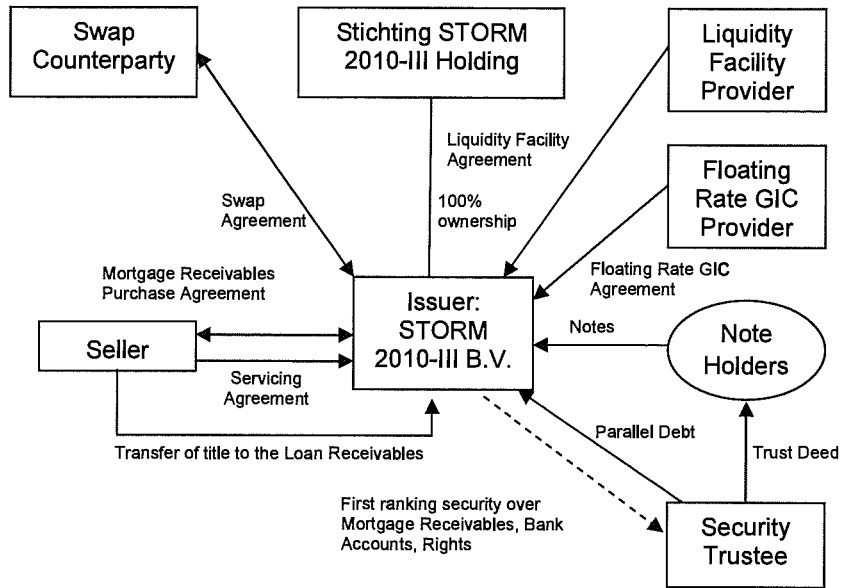 Swap
Counterparty
Stichting STORM
2010-III Holding
Liquidity
Facility
Provider
Liquidity Facility
Agreement
Floating
Rate GIC
Provider
Swap
Agreement
100%
ownership
Mortgage Receivables
Purchase Agreement
Floating Rate GIC
Agreement
Issuer:
STORM
2010-III B.V.
Seller
Notes
Note
Holders
Servicing
Agreement
Parallel Debt
Trust Deed
Transfer of title to the Loan Receivables
First ranking security over
Mortgage Receivables, Bank
Accounts, Rights
Security
Trustee